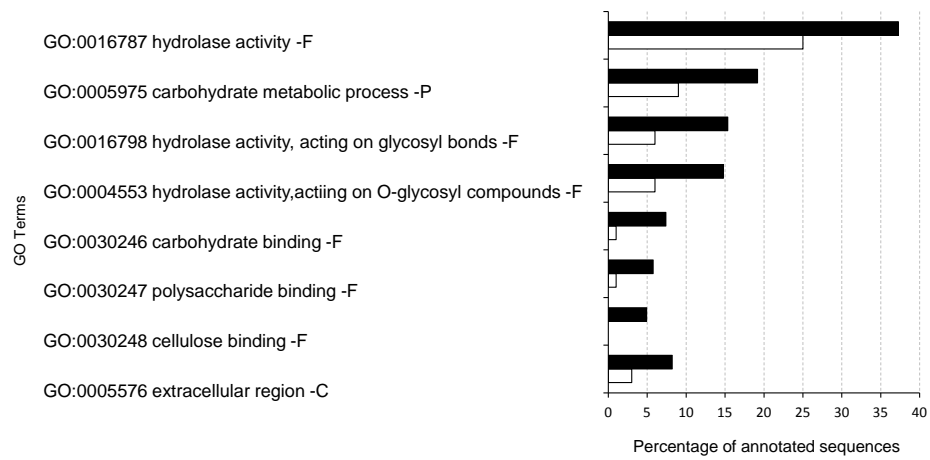 GO:0016787 hydrolase activity -F
GO:0005975 carbohydrate metabolic process -P
GO:0016798 hydrolase activity, acting on glycosyl bonds -F
GO:0004553 hydrolase activity,actiing on O-glycosyl compounds -F
GO:0030246 carbohydrate binding -F
GO:0030247 polysaccharide binding -F
GO:0030248 cellulose binding -F
GO:0005576 extracellular region -C
GO Terms
0 5 10 15 20 25 30 35 40
Percentage of annotated sequences